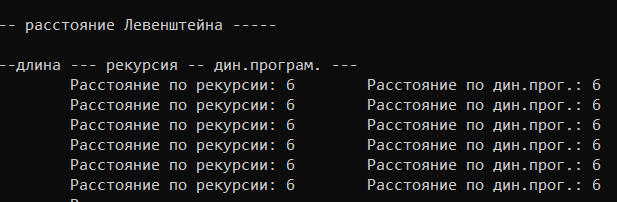 -- расстояние Левенштейна -----
--длина --- рекурсия -- дин.програм. ---
Расстояние по рекурсии: 6 Расстояние по дин.прог.: 6
Расстояние по рекурсии: 6 Расстояние по дин.прог.: 6
Расстояние по рекурсии: 6 Расстояние по дин.прог.: 6
Расстояние по рекурсии: 6 Расстояние по дин.прог.: 6
Расстояние по рекурсии: 6 Расстояние по дин.прог.: 6
Расстояние по рекурсии: 6 Расстояние по дин.прог.: 6